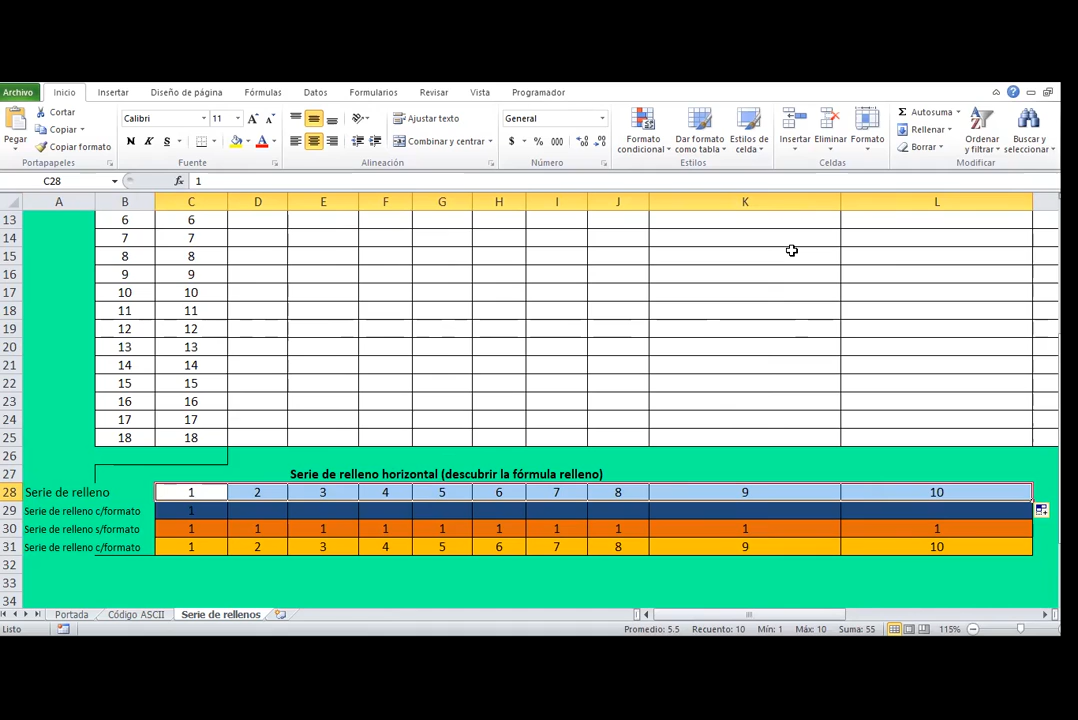 Archivo Inicio Insertar Diseño de página Fórmulas Datos Formularios Revisar Vista Programador
Cortar Calibri 11 Ajustar texto General Autosuma
Pegar Copiar N K S Combinar y centrar $ % 000 Formato condicional Dar formato como tabla Estilos de celda Insertar Eliminar Formato Rellenar Ordenar y filtrar Buscar y seleccionar
Copiar formato Borrar
Portapapeles Fuente Alineación Número Estilos Celdas Modificar
C28 fx 1
A B C D E F G H I J K L
13 6 6
14 7 7
15 8 8
16 9 9
17 10 10
18 11 11
19 12 12
20 13 13
21 14 14
22 15 15
23 16 16
24 17 17
25 18 18
26
27 Serie de relleno horizontal (descubrir la fórmula relleno)
28 Serie de relleno 1 2 3 4 5 6 7 8 9 10
29 Serie de relleno c/formato 1
30 Serie de relleno s/formato 1 1 1 1 1 1 1 1 1 1
31 Serie de relleno c/formato 1 2 3 4 5 6 7 8 9 10
32
33
34
Portada Código ASCII Serie de rellenos
Listo Promedio: 5.5 Recuento: 10 Mín: 1 Máx: 10 Suma: 55 115%